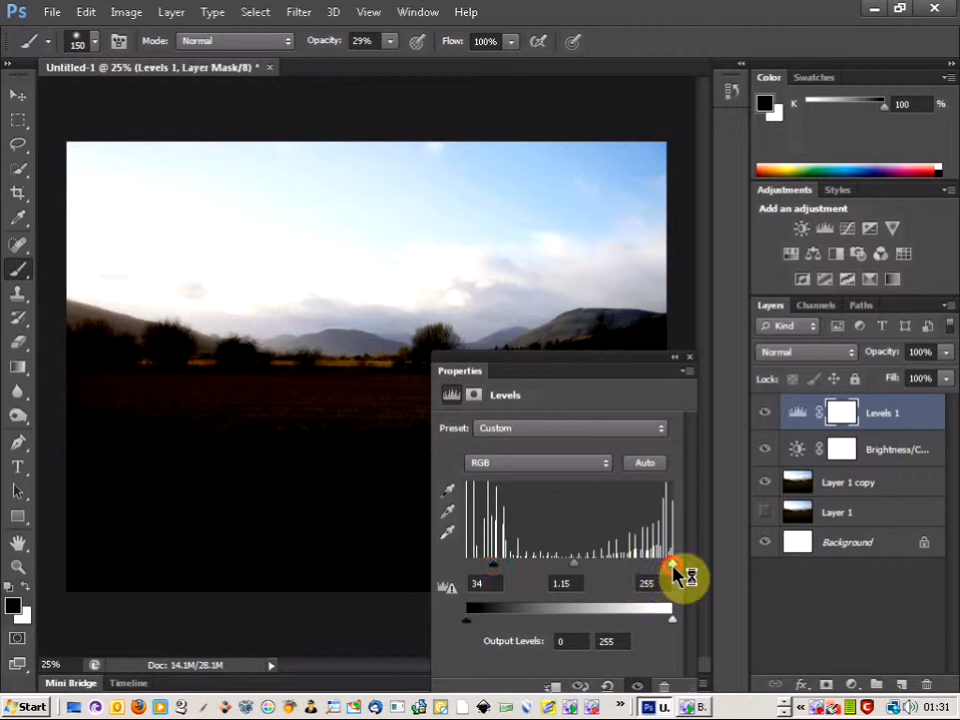 Ps File Edit Image Layer Type Select Filter 3D View Window Help
150 Mode: Normal Opacity: 29% Flow: 100%
Untitled-1 @ 25% (Levels 1, Layer Mask/8) * ×
Color Swatches
K 100 %
Adjustments Styles
Add an adjustment
Layers Channels Paths
Kind
Normal Opacity: 100%
Lock: Fill: 100%
Levels 1
Brightness/C...
Layer 1 copy
Layer 1
Background
Properties
Levels
Preset: Custom
RGB Auto
34 1.15 255
Output Levels: 0 255
25% Doc: 14.1M/28.1M
Mini Bridge Timeline
Start Ps U. B. 01:31